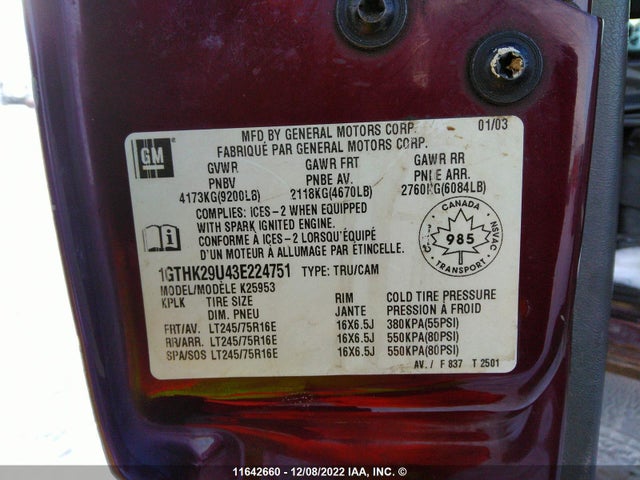 MFD BY GENERAL MOTORS CORP. 01/03
FABRIQUÉ PAR GENERAL MOTORS CORP.
GM
GVWR GAWR FRT GAWR RR
PNBV PNBE AV. PNBE ARR.
4173KG(9200LB) 2118KG(4670LB) 2760KG(6084LB)
COMPLIES: ICES-2 WHEN EQUIPPED
WITH SPARK IGNITED ENGINE.
CONFORME À ICES-2 LORSQU'ÉQUIPÉ
D'UN MOTEUR À ALLUMAGE PAR ÉTINCELLE.
CANADA
985
NSVAC
TRANSPORT
1GTHK29U43E224751 TYPE: TRU/CAM
MODEL/MODÈLE K25953
KPLK TIRE SIZE RIM COLD TIRE PRESSURE
DIM. PNEU JANTE PRESSION À FROID
FRT/AV. LT245/75R16E 16X6.5J 380KPA(55PSI)
RR/ARR. LT245/75R16E 16X6.5J 550KPA(80PSI)
SPA/SOS LT245/75R16E 16X6.5J 550KPA(80PSI)
AV. / F 837 T 2501
11642660 - 12/08/2022 IAA, INC. ©